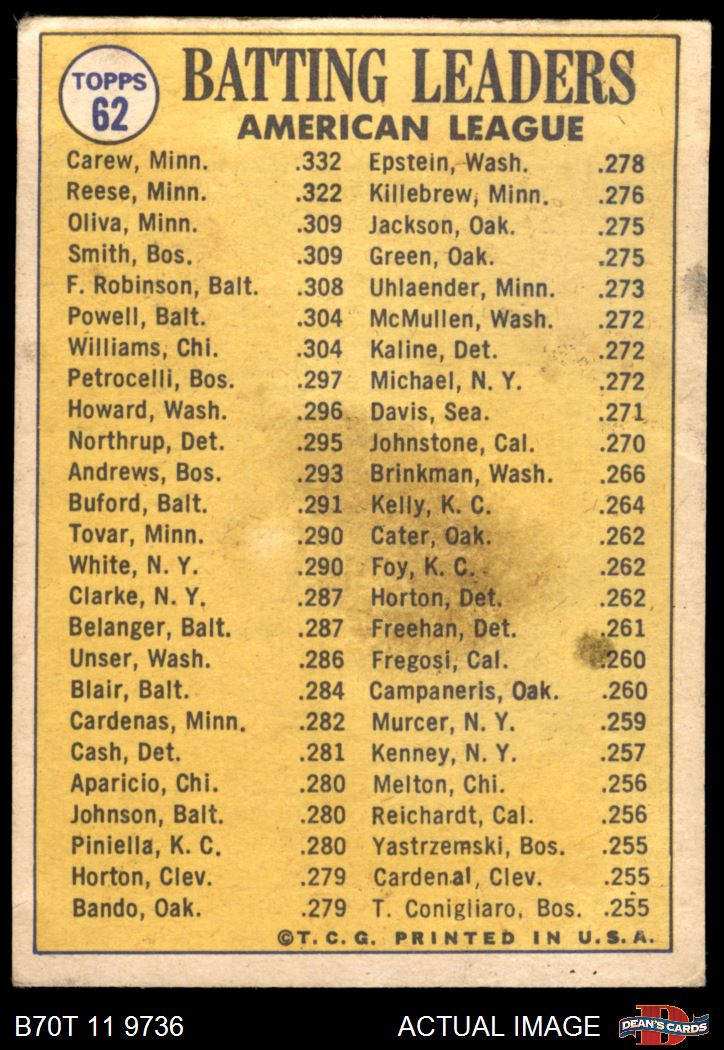 TOPPS
62
BATTING LEADERS
AMERICAN LEAGUE
Carew, Minn. .332 Epstein, Wash. .278
Reese, Minn. .322 Killebrew, Minn. .276
Oliva, Minn. .309 Jackson, Oak. .275
Smith, Bos. .309 Green, Oak. .275
F. Robinson, Balt. .308 Uhlaender, Minn. .273
Powell, Balt. .304 McMullen, Wash. .272
Williams, Chi. .304 Kaline, Det. .272
Petrocelli, Bos. .297 Michael, N. Y. .272
Howard, Wash. .296 Davis, Sea. .271
Northrup, Det. .295 Johnstone, Cal. .270
Andrews, Bos. .293 Brinkman, Wash. .266
Buford, Balt. .291 Kelly, K. C. .264
Tovar, Minn. .290 Cater, Oak. .262
White, N. Y. .290 Foy, K. C. .262
Clarke, N. Y. .287 Horton, Det. .262
Belanger, Balt. .287 Freehan, Det. .261
Unser, Wash. .286 Fregosi, Cal. .260
Blair, Balt. .284 Campaneris, Oak. .260
Cardenas, Minn. .282 Murcer, N. Y. .259
Cash, Det. .281 Kenney, N. Y. .257
Aparicio, Chi. .280 Melton, Chi. .256
Johnson, Balt. .280 Reichardt, Cal. .256
Piniella, K. C. .280 Yastrzemski, Bos. .255
Horton, Clev. .279 Cardenal, Clev. .255
Bando, Oak. .279 T. Conigliaro, Bos. .255
©T. C. G. PRINTED IN U. S. A.
B70T 11 9736 ACTUAL IMAGE D DEAN'S CARDS